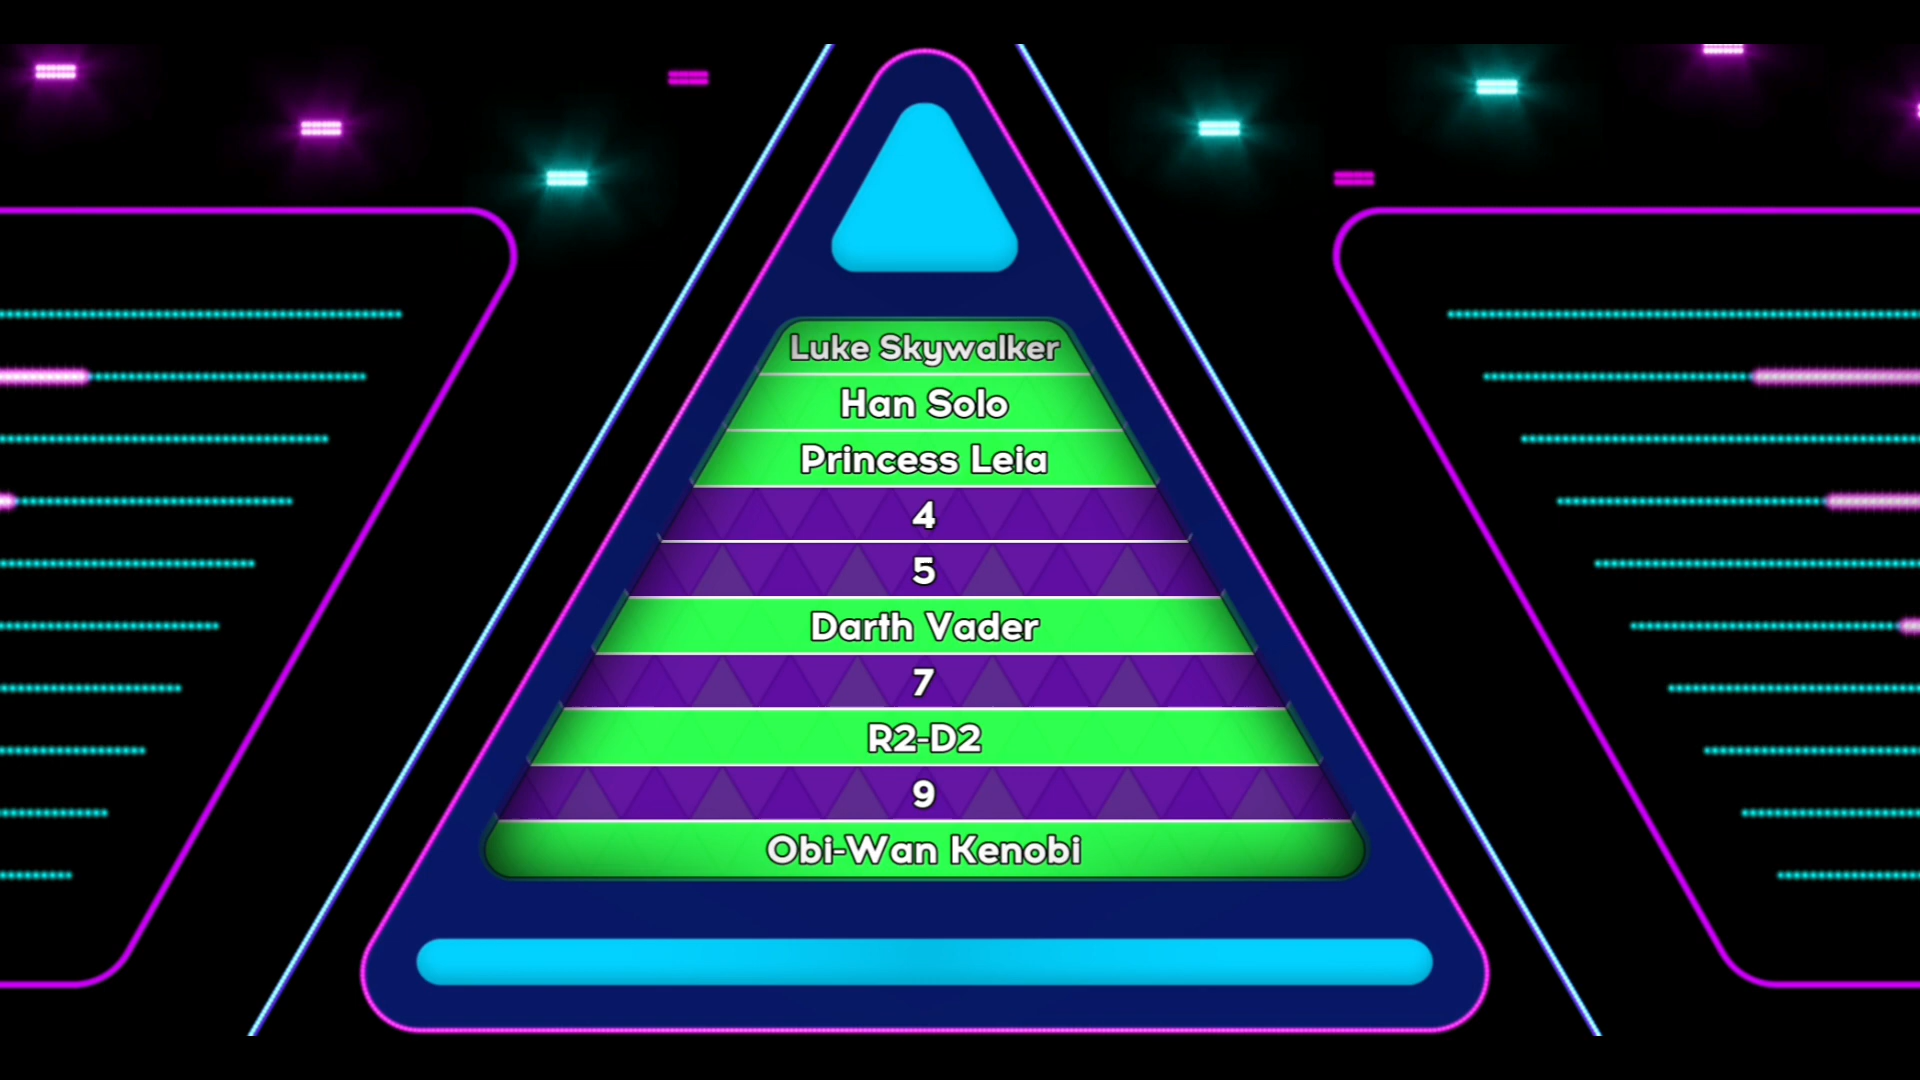 Luke Skywalker
Han Solo
Princess Leia
4
5
Darth Vader
7
R2-D2
9
Obi-Wan Kenobi